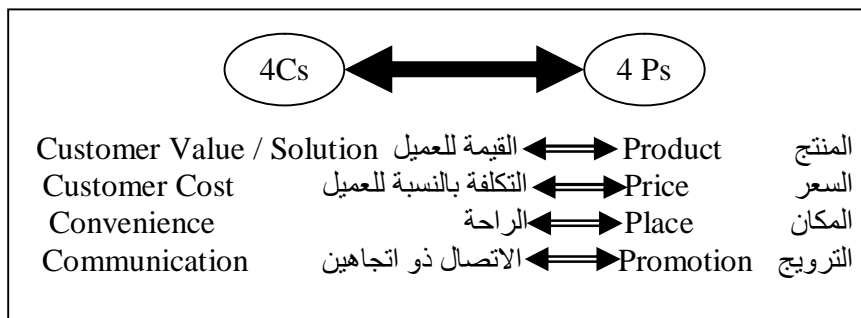 4Cs 4 Ps
Customer Value / Solution القيمة للعميل Product المنتج
Customer Cost التكلفة بالنسبة للعميل Price السعر
Convenience الراحة Place المكان
Communication الاتصال ذو اتجاهين Promotion الترويج